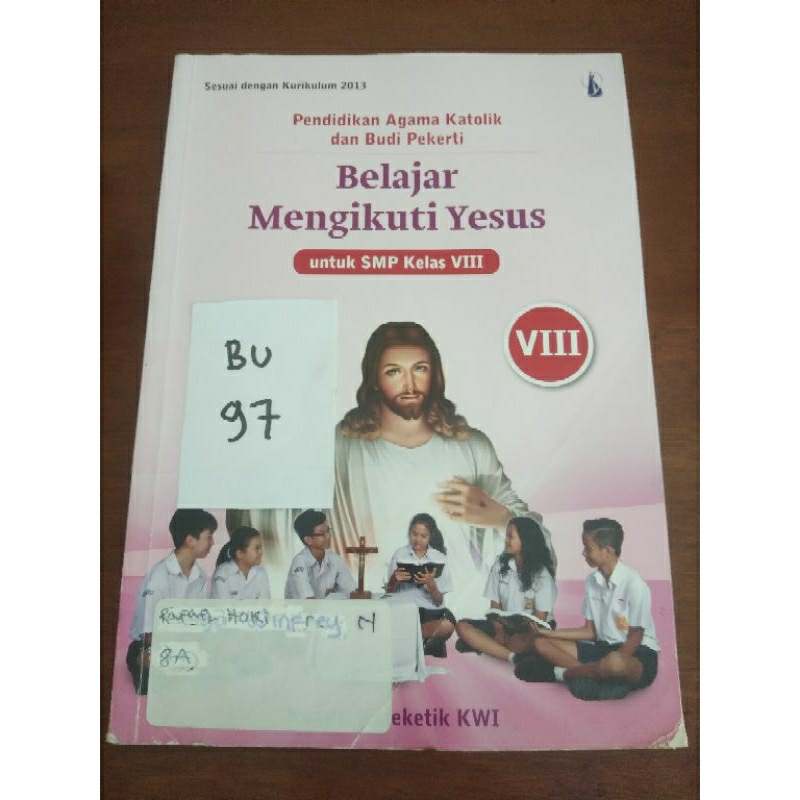 Sesuai dengan Kurikulum 2013
Pendidikan Agama Katolik
dan Budi Pekerti
Belajar
Mengikuti Yesus
untuk SMP Kelas VIII
VIII
BU
97
8A
eketik KWI